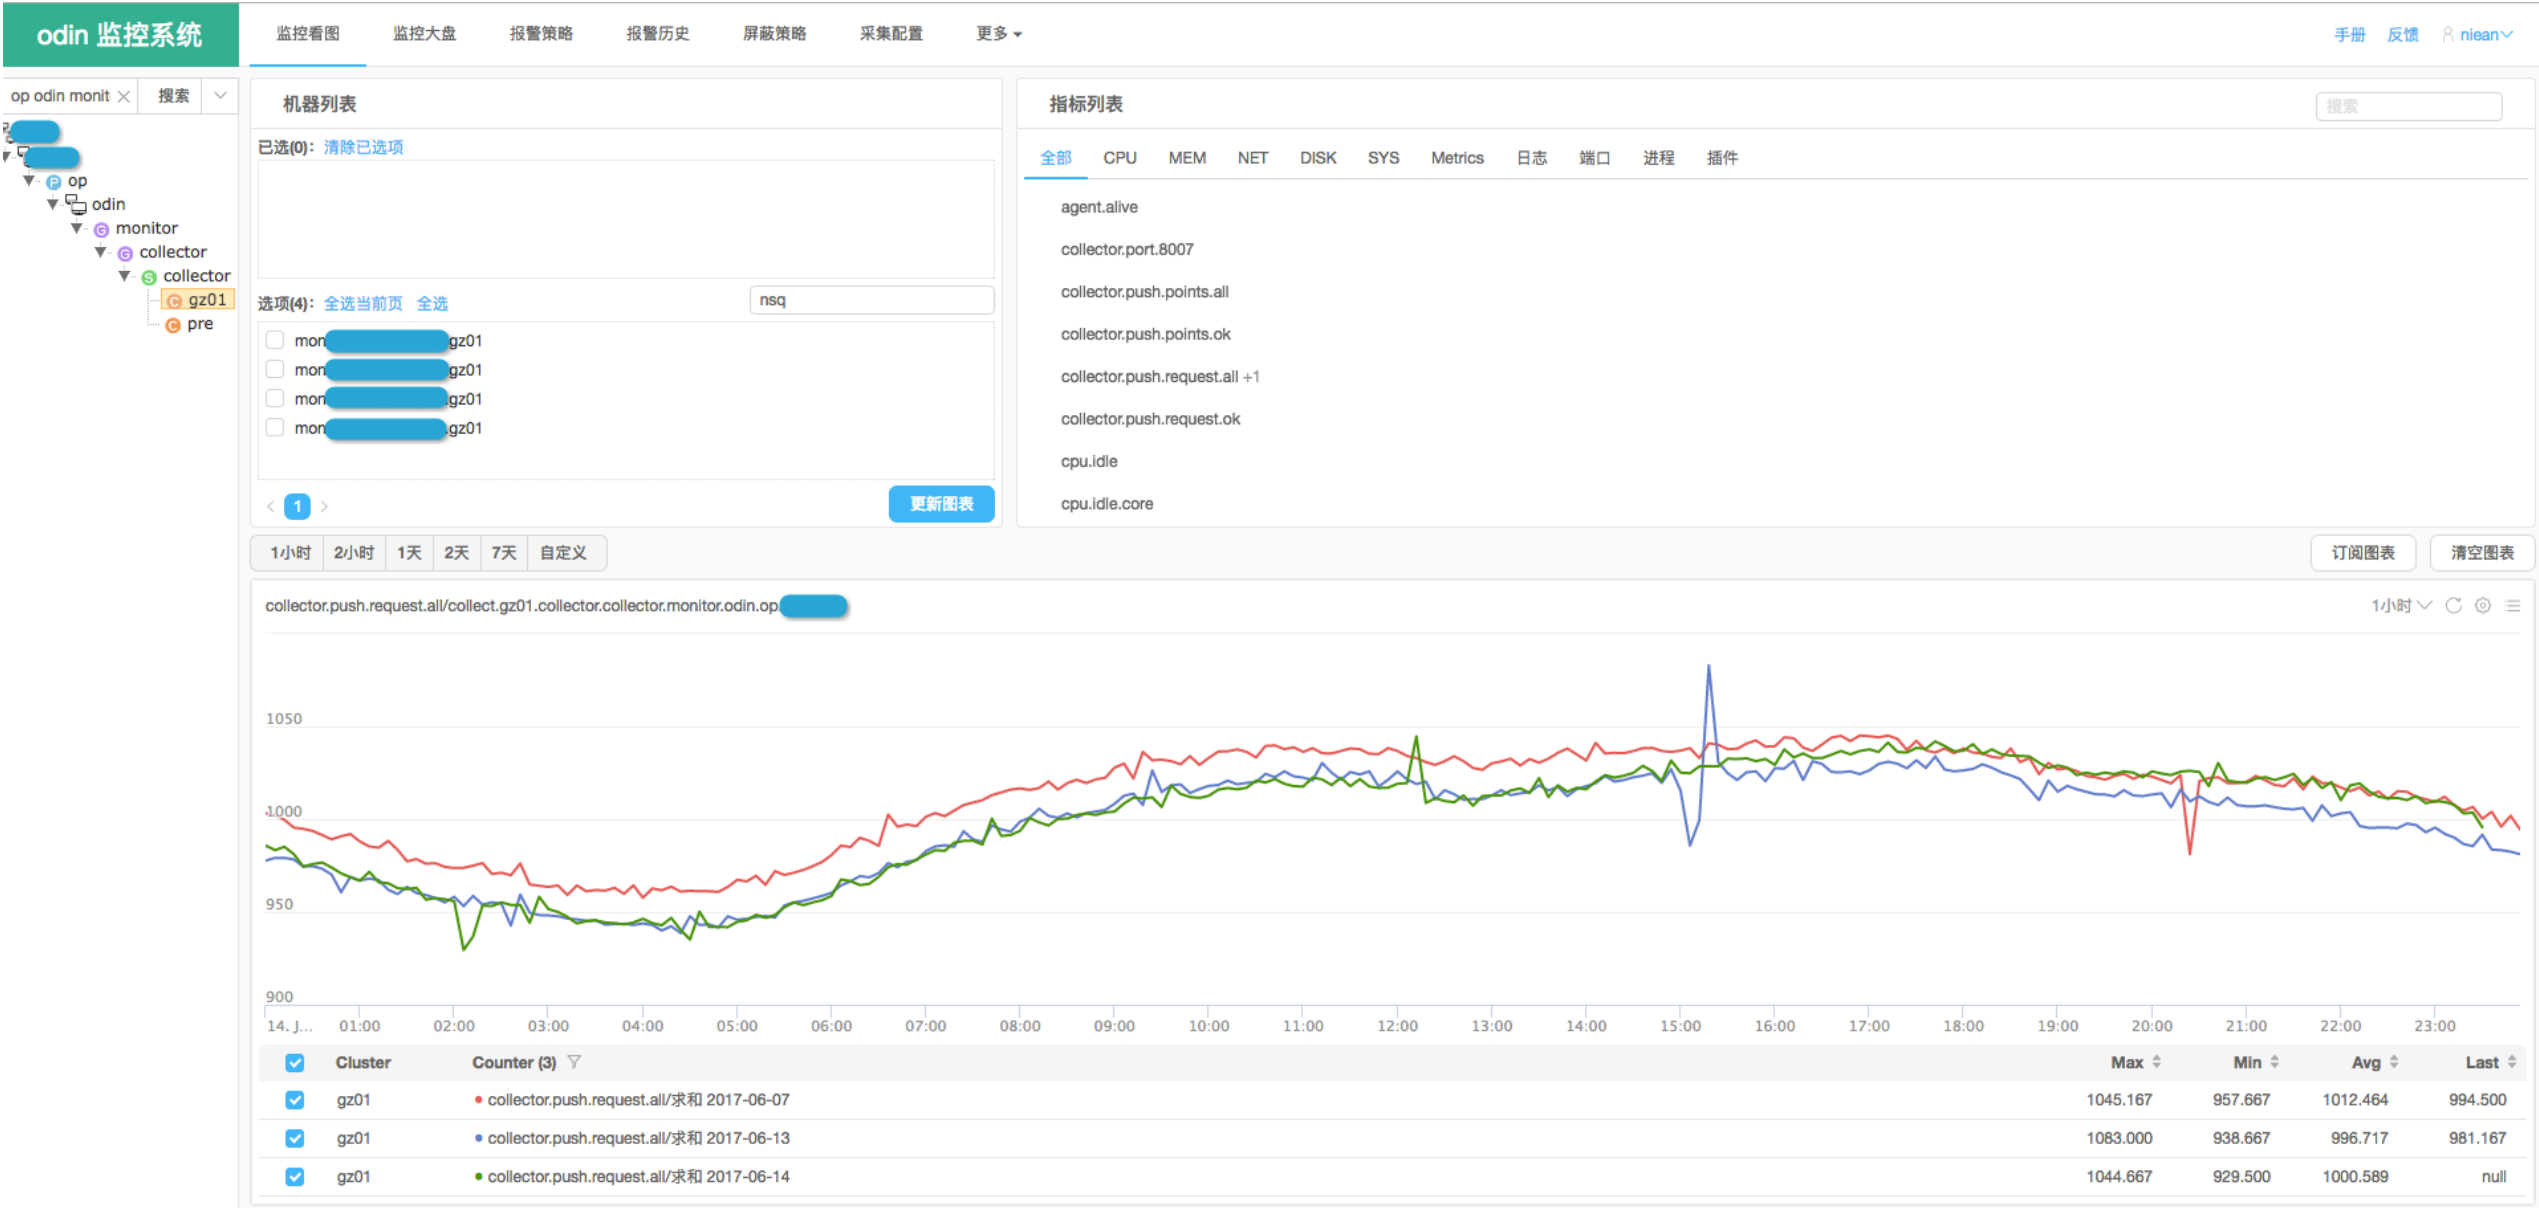 odin 监控系统
监控看图 监控大盘 报警策略 报警历史 屏蔽策略 采集配置 更多
手册 反馈 niean
op odin monit 搜索
op
odin
monitor
collector
collector
gz01
pre
机器列表
已选(0): 清除已选项
选项(4): 全选当前页 全选 nsq
mon gz01
mon gz01
mon .gz01
mon .gz01
1
更新图表
指标列表 搜索
全部 CPU MEM NET DISK SYS Metrics 日志 端口 进程 插件
agent.alive
collector.port.8007
collector.push.points.all
collector.push.points.ok
collector.push.request.all +1
collector.push.request.ok
cpu.idle
cpu.idle.core
1小时 2小时 1天 2天 7天 自定义
订阅图表 清空图表
collector.push.request.all/collect.gz01.collector.collector.monitor.odin.op
1小时
1050
1000
950
900
14. J... 01:00 02:00 03:00 04:00 05:00 06:00 07:00 08:00 09:00 10:00 11:00 12:00 13:00 14:00 15:00 16:00 17:00 18:00 19:00 20:00 21:00 22:00 23:00
Cluster Counter (3) Max Min Avg Last
gz01 collector.push.request.all/求和 2017-06-07 1045.167 957.667 1012.464 994.500
gz01 collector.push.request.all/求和 2017-06-13 1083.000 938.667 996.717 981.167
gz01 collector.push.request.all/求和 2017-06-14 1044.667 929.500 1000.589 null